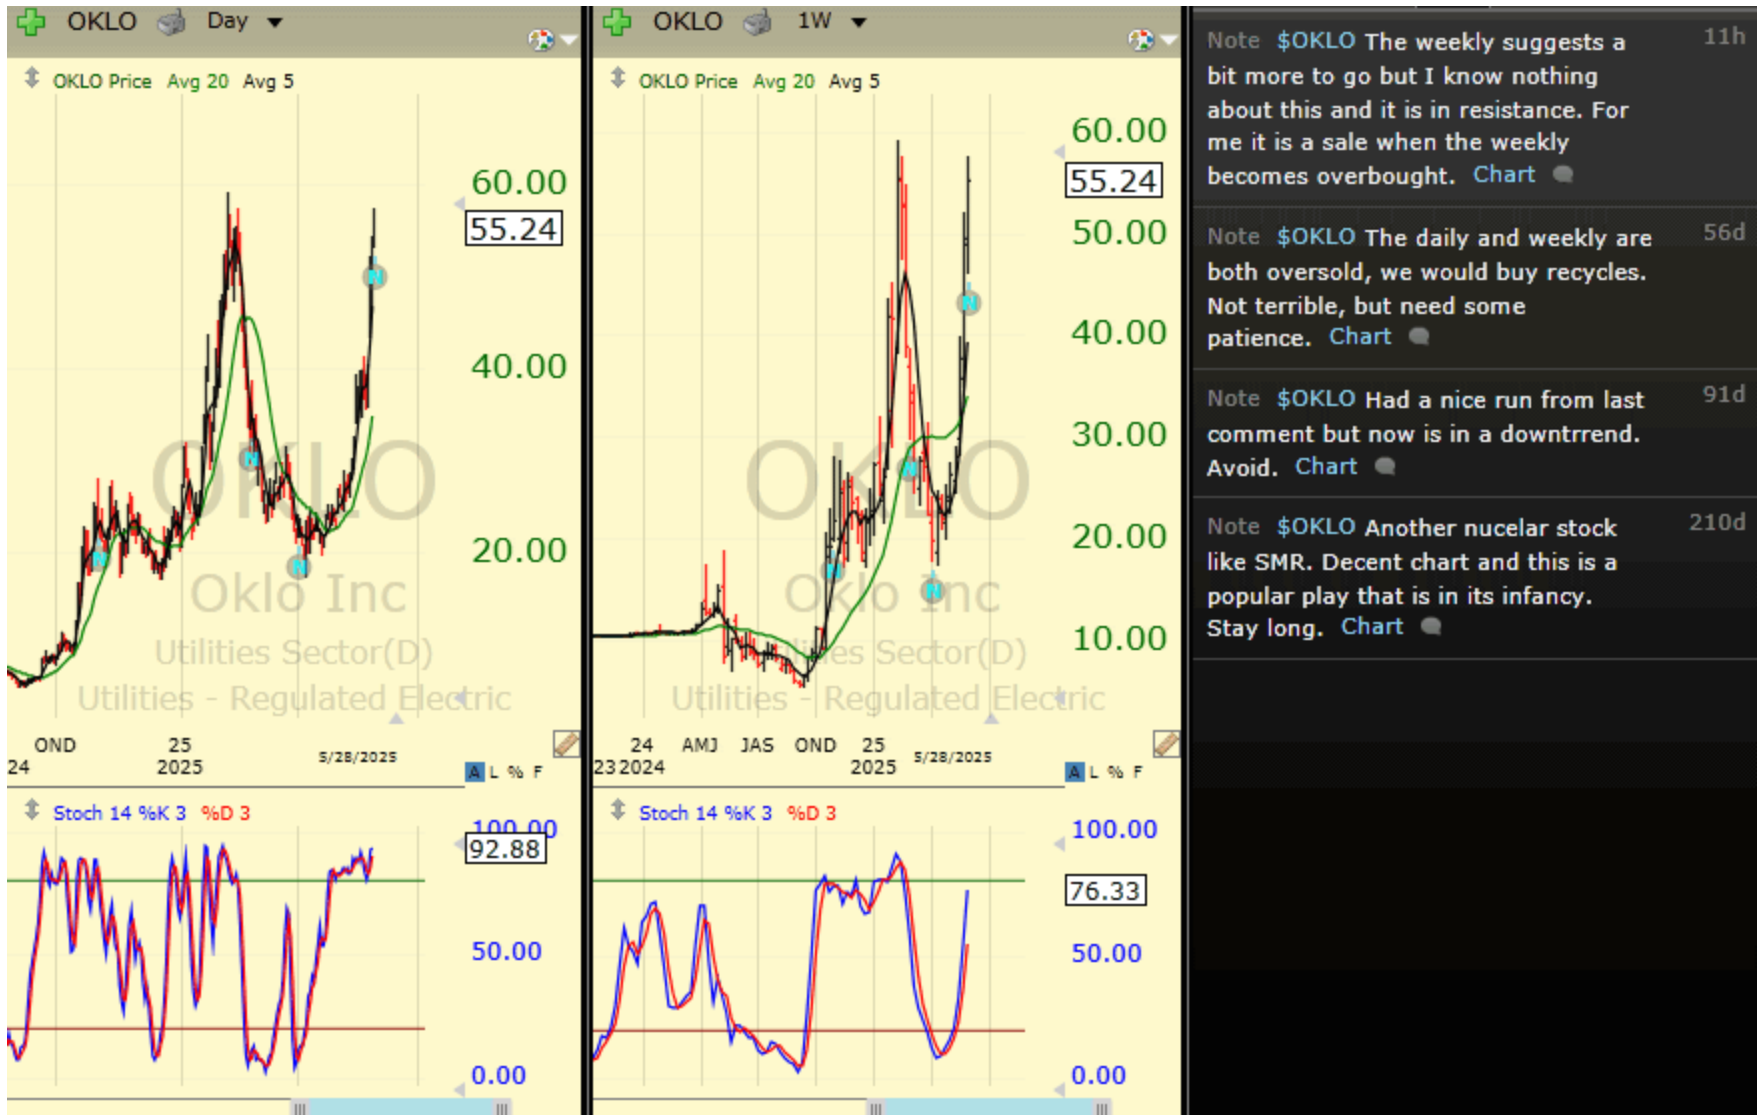 OKLO Day
OKLO Price Avg 20 Avg 5
60.00
55.24
40.00
20.00
OKLO
Oklo Inc
Utilities Sector(D)
Utilities - Regulated Electric
OND 25 5/28/2025
24 2025
A L % F
Stoch 14 %K 3 %D 3
100.00
92.88
50.00
0.00
N
N
N
N
OKLO 1W
OKLO Price Avg 20 Avg 5
60.00
55.24
50.00
40.00
30.00
20.00
10.00
OKLO
Oklo Inc
Utilities Sector(D)
Utilities - Regulated Electric
24 AMJ JAS OND 25 5/28/2025
23 2024 2025
A L % F
Stoch 14 %K 3 %D 3
100.00
76.33
50.00
0.00
N
N
N
N
Note $OKLO The weekly suggests a 11h
bit more to go but I know nothing
about this and it is in resistance. For
me it is a sale when the weekly
becomes overbought. Chart
Note $OKLO The daily and weekly are 56d
both oversold, we would buy recycles.
Not terrible, but need some
patience. Chart
Note $OKLO Had a nice run from last 91d
comment but now is in a downtrrend.
Avoid. Chart
Note $OKLO Another nucelar stock 210d
like SMR. Decent chart and this is a
popular play that is in its infancy.
Stay long. Chart